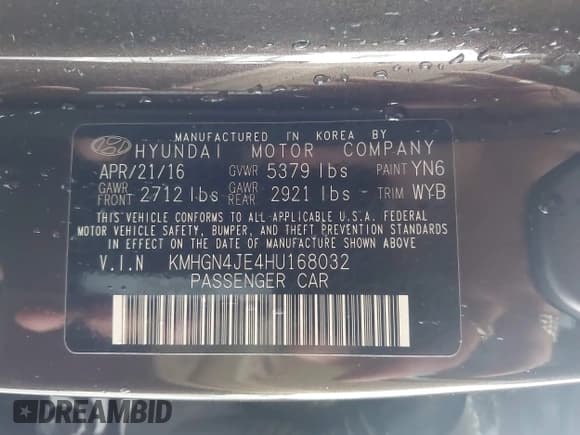 MANUFACTURED IN KOREA BY
HYUNDAI MOTOR COMPANY
APR/21/16 GVWR 5379 lbs PAINT YN6
GAWR FRONT 2712 lbs GAWR REAR 2921 lbs - TRIM WYB
THIS VEHICLE CONFORMS TO ALL APPLICABLE U.S.A. FEDERAL
MOTOR VEHICLE SAFETY, BUMPER, AND THEFT PREVENTION STANDARDS
IN EFFECT ON THE DATE OF MANUFACTURE SHOWN ABOVE
V.I.N KMHGN4JE4HU168032
PASSENGER CAR
DREAMBID